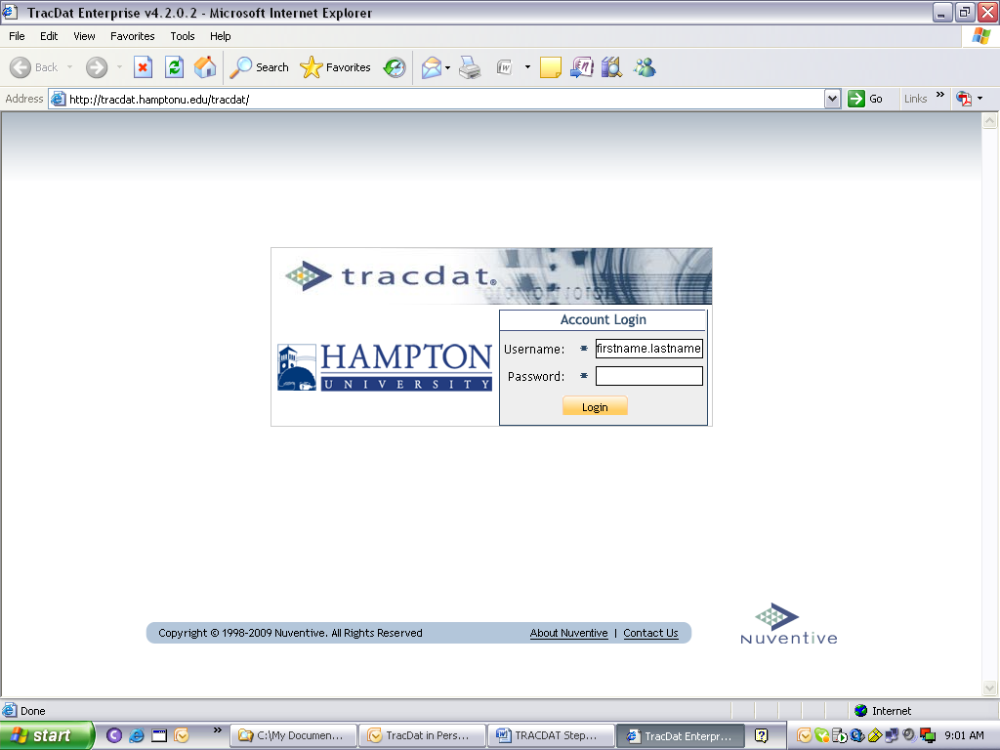 TracDat Enterprise v4.2.0.2 - Microsoft Internet Explorer
File Edit View Favorites Tools Help
Back Search Favorites
Address http://tracdat.hamptonu.edu/tracdat/ Go Links »
tracdat®
Account Login
Username: * firstname.lastname
HAMPTON
UNIVERSITY
Password: *
Login
Copyright © 1998-2009 Nuventive. All Rights Reserved About Nuventive | Contact Us
Nuventive
Done Internet
start » C:\My Documen... TracDat in Pers... TRACDAT Step... TracDat Enterpr... 9:01 AM